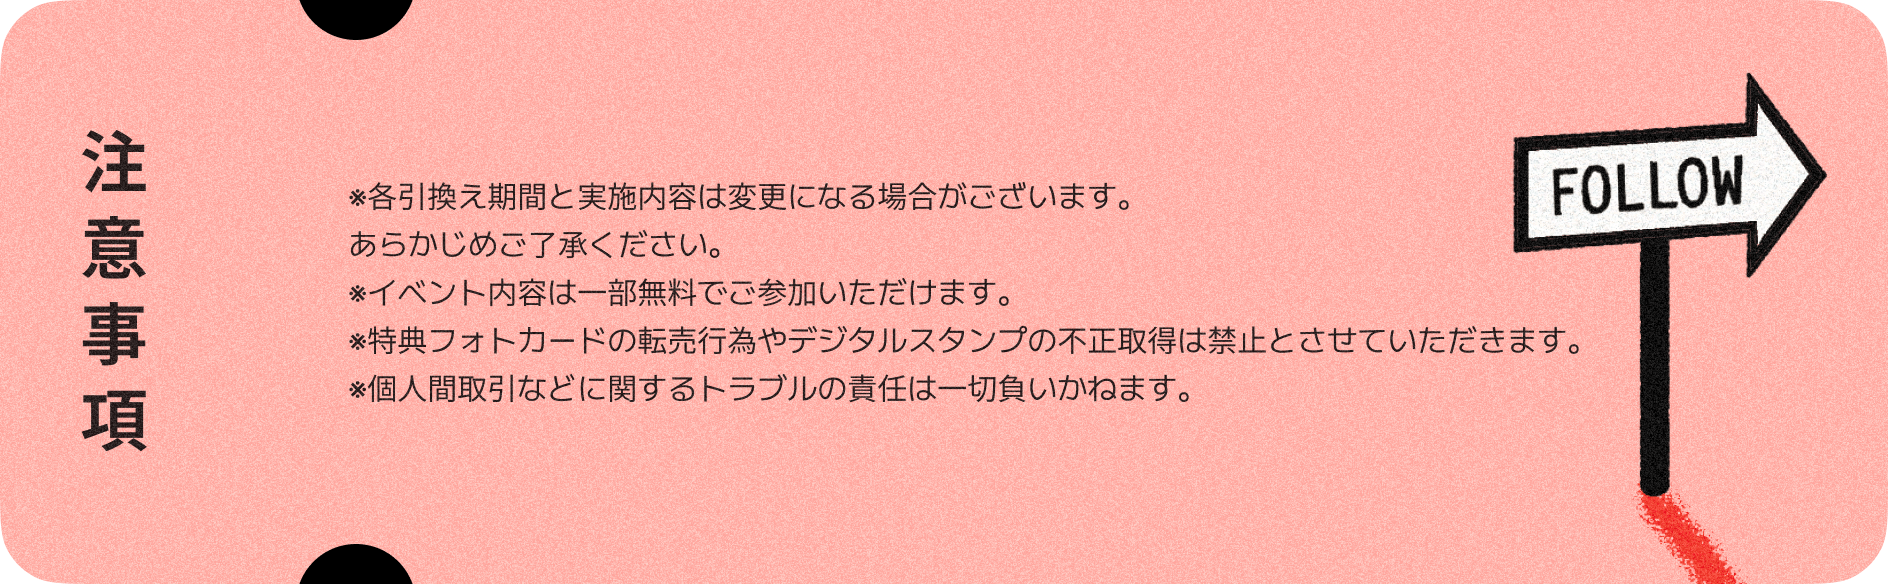 注意事項
※各引換え期間と実施内容は変更になる場合がございます。
あらかじめご了承ください。
※イベント内容は一部無料でご参加いただけます。
※特典フォトカードの転売行為やデジタルスタンプの不正取得は禁止とさせていただきます。
※個人間取引などに関するトラブルの責任は一切負いかねます。
FOLLOW